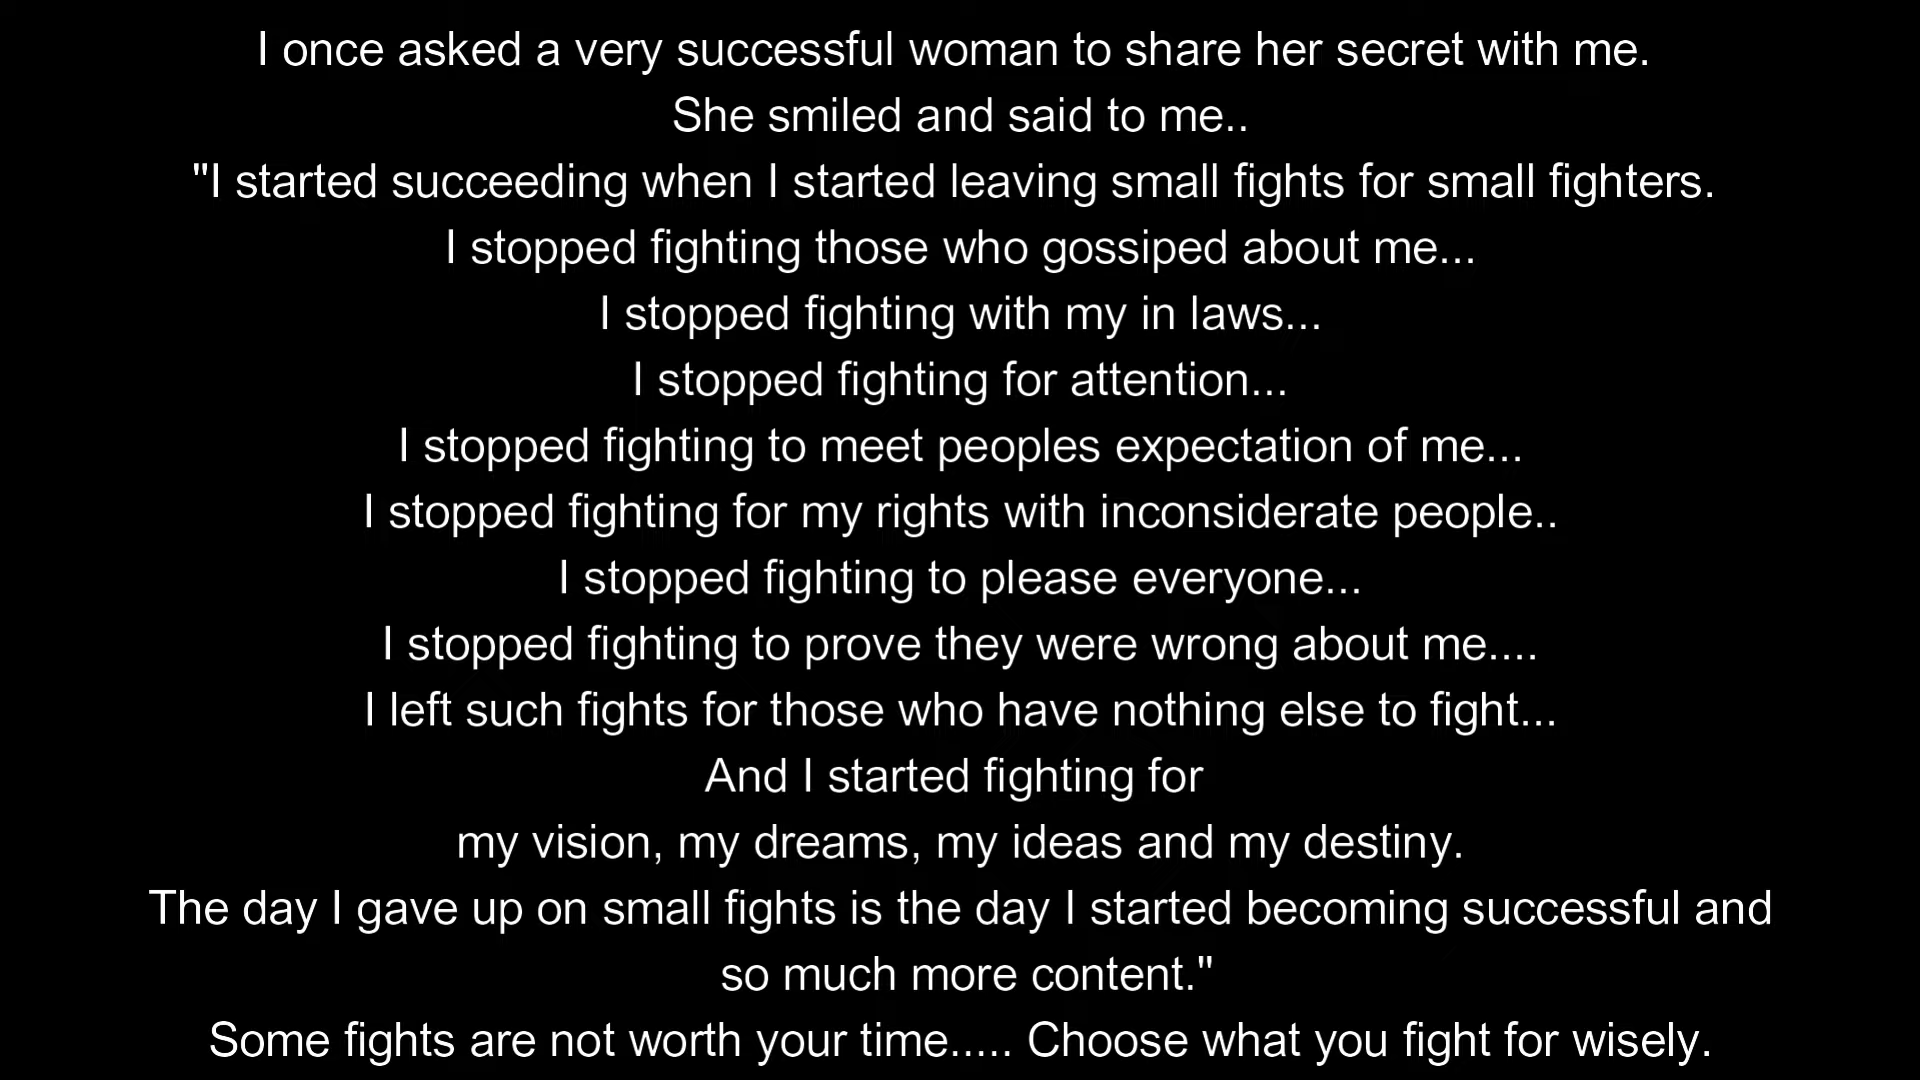 I once asked a very successful woman to share her secret with me.
She smiled and said to me..
"I started succeeding when I started leaving small fights for small fighters.
I stopped fighting those who gossiped about me...
I stopped fighting with my in laws...
I stopped fighting for attention...
I stopped fighting to meet peoples expectation of me...
I stopped fighting for my rights with inconsiderate people..
I stopped fighting to please everyone...
I stopped fighting to prove they were wrong about me....
I left such fights for those who have nothing else to fight...
And I started fighting for
my vision, my dreams, my ideas and my destiny.
The day I gave up on small fights is the day I started becoming successful and
so much more content."
Some fights are not worth your time..... Choose what you fight for wisely.